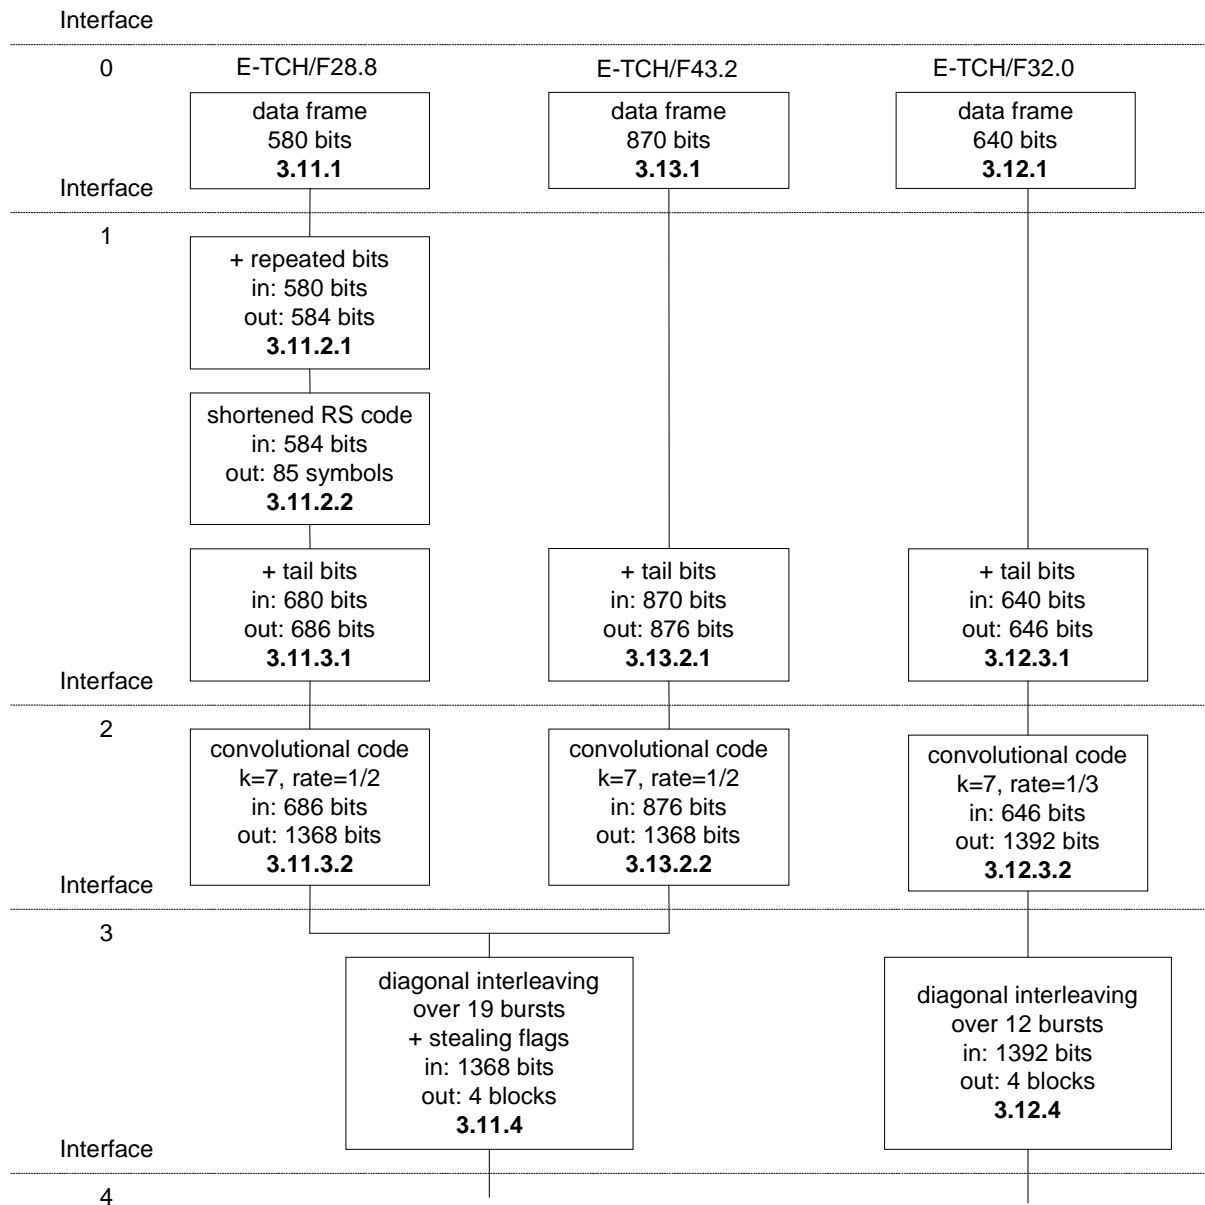 Interface
0
E-TCH/F28.8
E-TCH/F43.2
E-TCH/F32.0
data frame
580 bits
3.11.1
data frame
870 bits
3.13.1
data frame
640 bits
3.12.1
Interface
1
+ repeated bits
in: 580 bits
out: 584 bits
3.11.2.1
shortened RS code
in: 584 bits
out: 85 symbols
3.11.2.2
+ tail bits
in: 680 bits
out: 686 bits
3.11.3.1
+ tail bits
in: 870 bits
out: 876 bits
3.13.2.1
+ tail bits
in: 640 bits
out: 646 bits
3.12.3.1
Interface
2
convolutional code
k=7, rate=1/2
in: 686 bits
out: 1368 bits
3.11.3.2
convolutional code
k=7, rate=1/2
in: 876 bits
out: 1368 bits
3.13.2.2
convolutional code
k=7, rate=1/3
in: 646 bits
out: 1392 bits
3.12.3.2
Interface
3
diagonal interleaving
over 19 bursts
+ stealing flags
in: 1368 bits
out: 4 blocks
3.11.4
diagonal interleaving
over 12 bursts
in: 1392 bits
out: 4 blocks
3.12.4
Interface
4